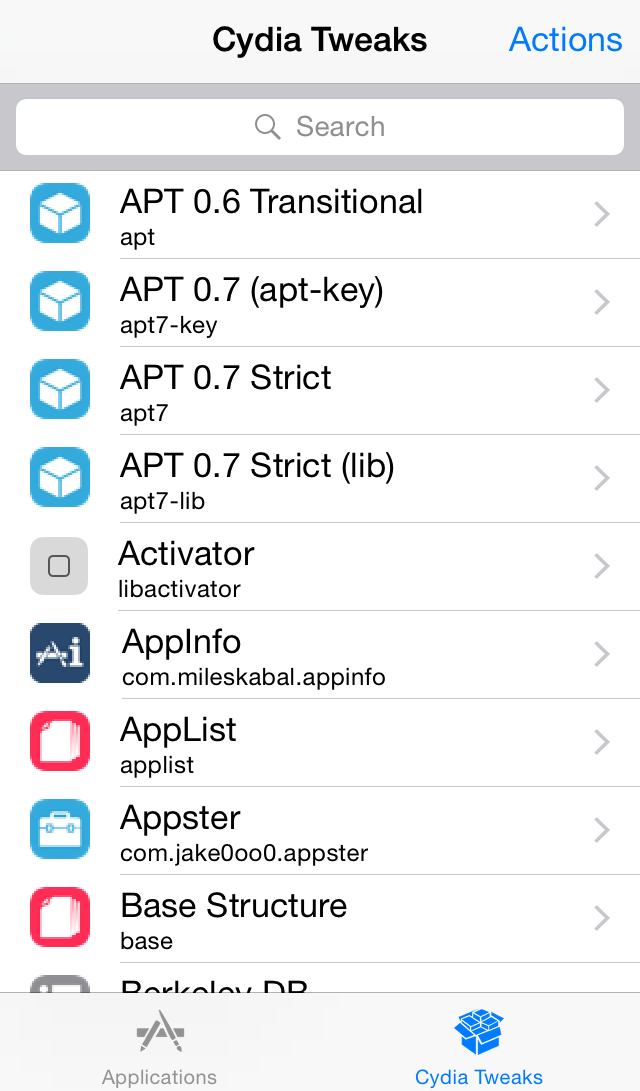 Cydia Tweaks
Actions
Search
APT 0.6 Transitional
apt
APT 0.7 (apt-key)
apt7-key
APT 0.7 Strict
apt7
APT 0.7 Strict (lib)
apt7-lib
Activator
libactivator
AppInfo
com.mileskabal.appinfo
AppList
applist
Appster
com.jake0oo0.appster
Base Structure
base
Berkeley DB
Applications
Cydia Tweaks